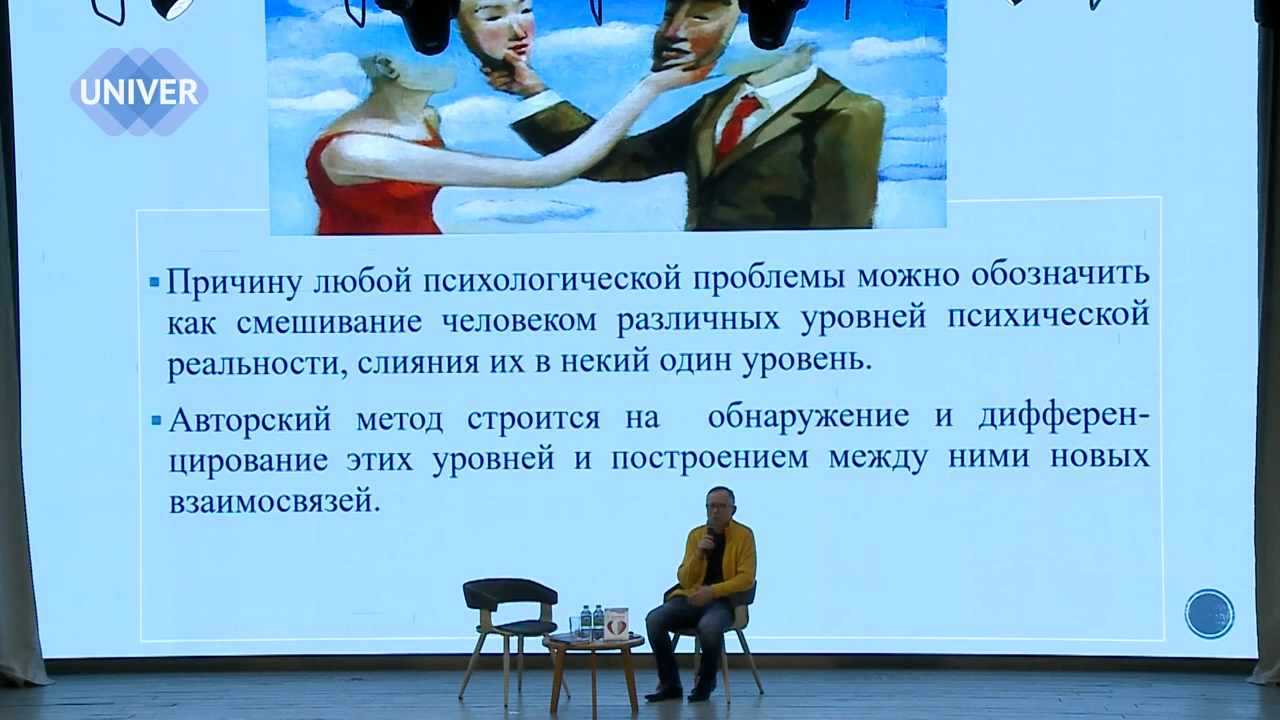 UNIVER
Причину любой психологической проблемы можно обозначить
как смешивание человеком различных уровней психической
реальности, слияния их в некий один уровень.
Авторский метод строится на обнаружение и дифферен-
цирование этих уровней и построением между ними новых
взаимосвязей.